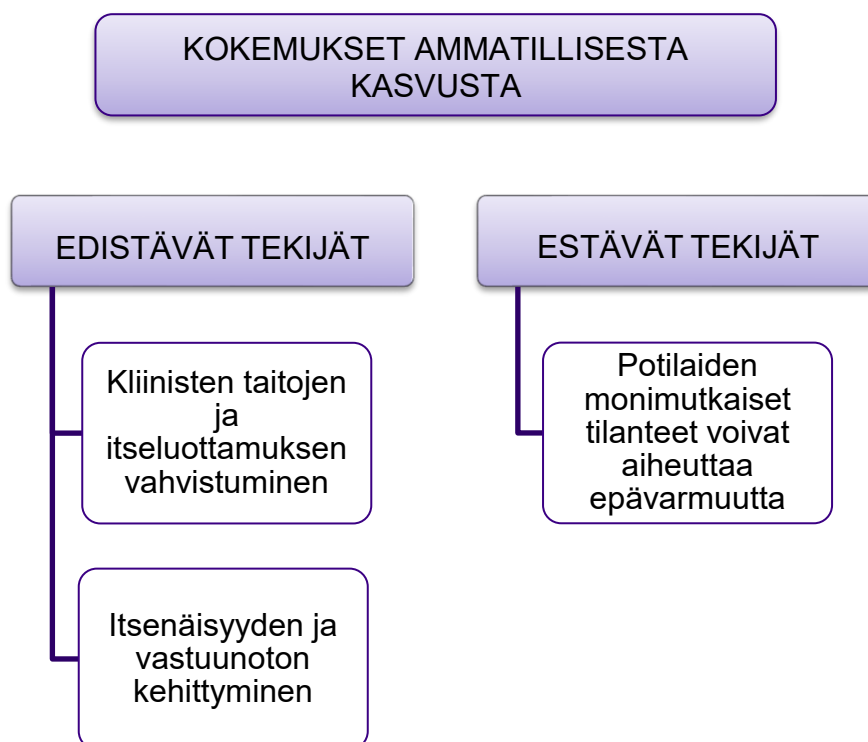 KOKEMUKSET AMMATILLISESTA
KASVUSTA
EDISTÄVÄT TEKIJÄT
Kliinisten taitojen
ja
itseluottamuksen
vahvistuminen
Itsenäisyyden ja
vastuunoton
kehittyminen
ESTÄVÄT TEKIJÄT
Potilaiden
monimutkaiset
tilanteet voivat
aiheuttaa
epävarmuutta